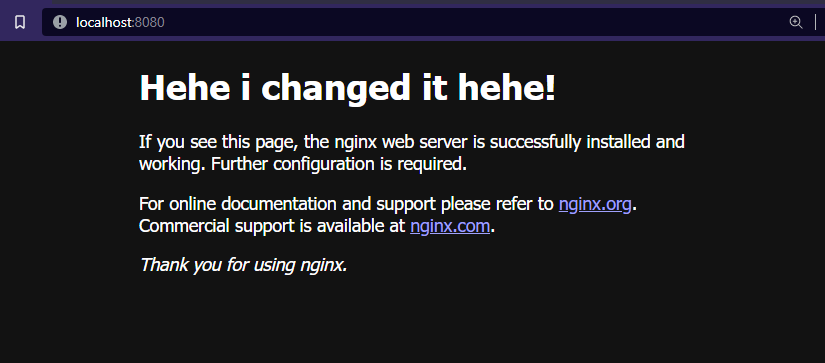 localhost:8080
Hehe i changed it hehe!
If you see this page, the nginx web server is successfully installed and
working. Further configuration is required.
For online documentation and support please refer to nginx.org.
Commercial support is available at nginx.com.
Thank you for using nginx.